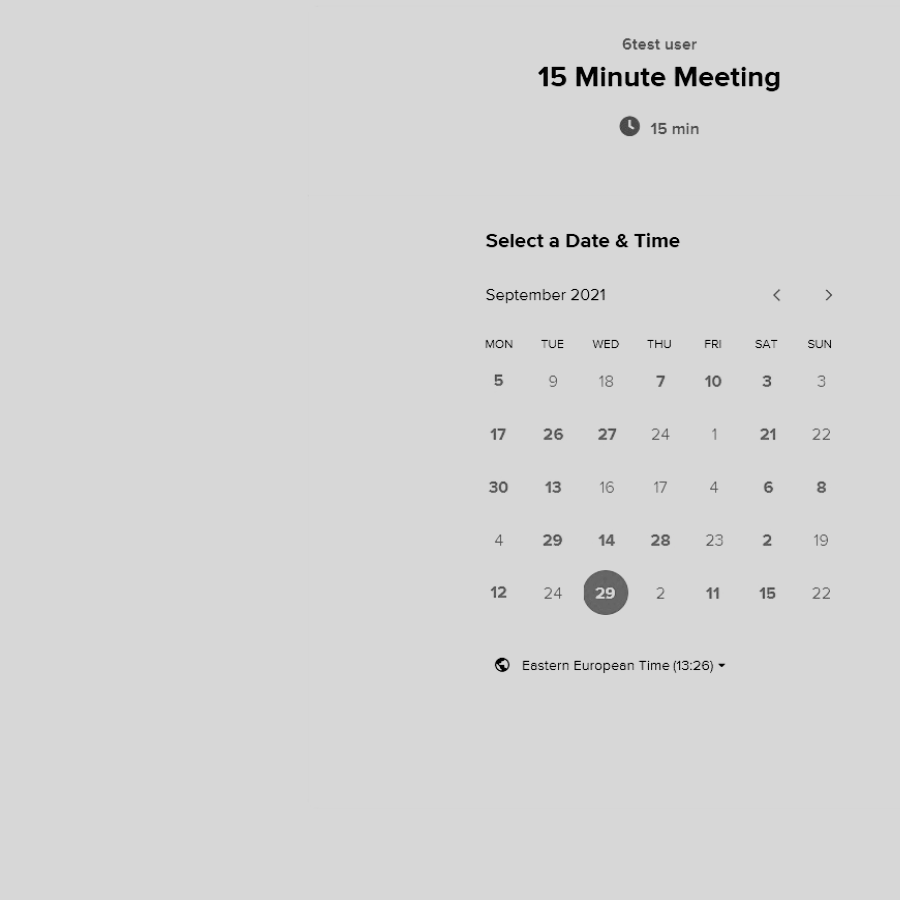 6test user
15 Minute Meeting
15 min
Select a Date & Time
September 2021
MON TUE WED THU FRI SAT SUN
5 9 18 7 10 3 3
17 26 27 24 1 21 22
30 13 16 17 4 6 8
4 29 14 28 23 2 19
12 24 29 2 11 15 22
Eastern European Time (13:26)